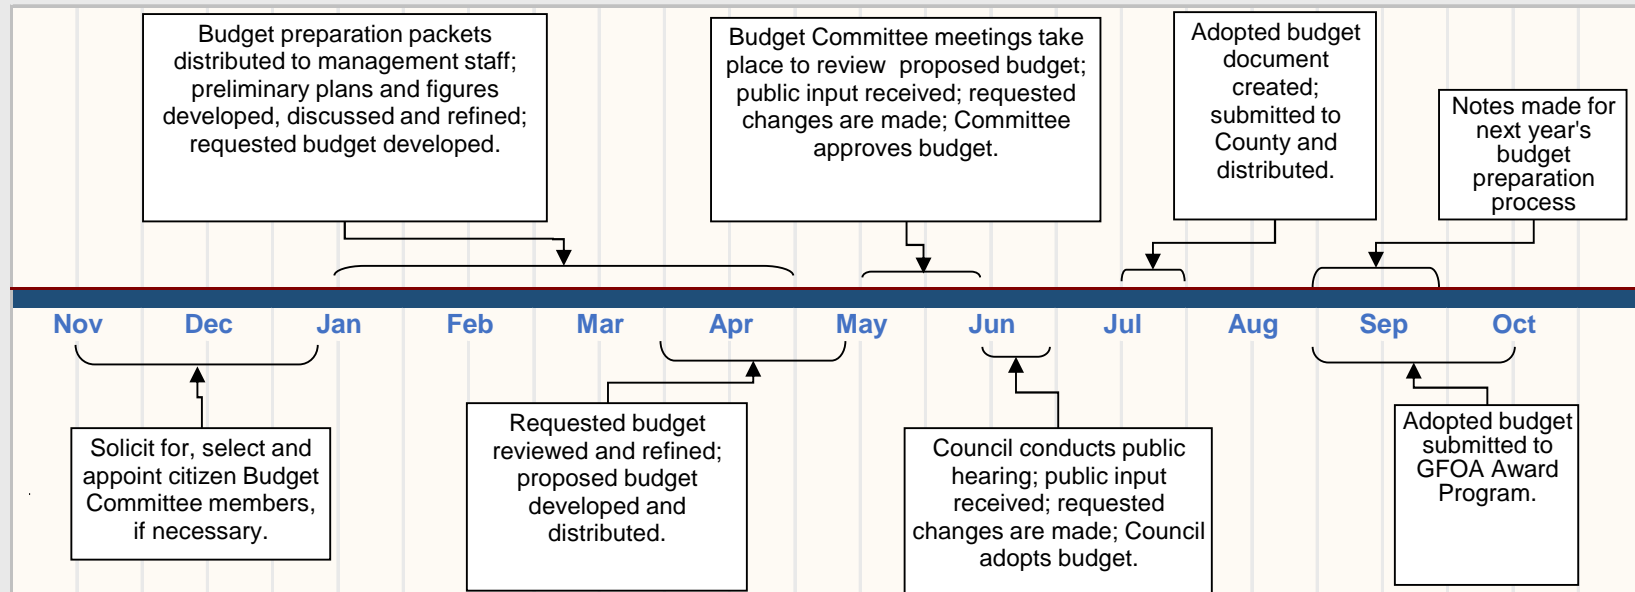 Budget preparation packets
distributed to management staff;
preliminary plans and figures
developed, discussed and refined;
requested budget developed.
Budget Committee meetings take
place to review  proposed budget;
public input received; requested
changes are made; Committee
approves budget.
Adopted budget
document
created;
submitted to
County and
distributed.
Notes made for
next year's
budget
preparation
process
Nov Dec Jan Feb Mar Apr May Jun Jul Aug Sep Oct
Solicit for, select and
appoint citizen Budget
Committee members,
if necessary.
Requested budget
reviewed and refined;
proposed budget
developed and
distributed.
Council conducts public
hearing; public input
received; requested
changes are made; Council
adopts budget.
Adopted budget
submitted to
GFOA Award
Program.